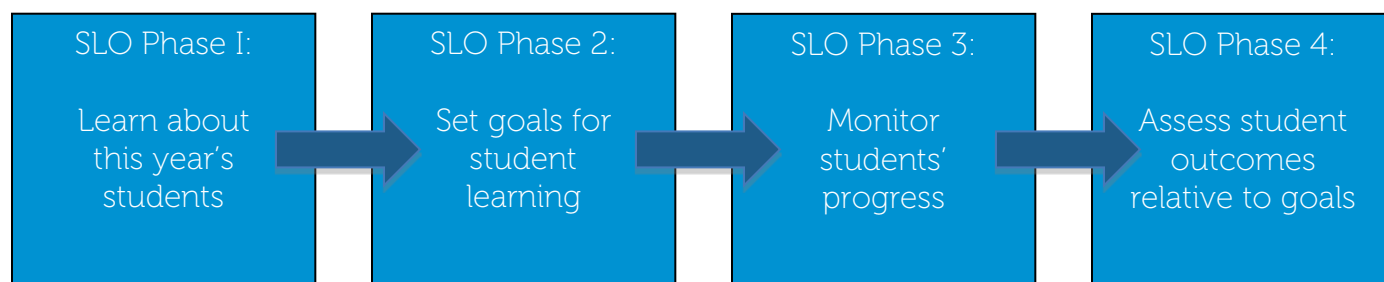 SLO Phase I:
Learn about
this year's
students
SLO Phase 2:
Set goals for
student
learning
SLO Phase 3:
Monitor
students'
progress
SLO Phase 4:
Assess student
outcomes
relative to goals